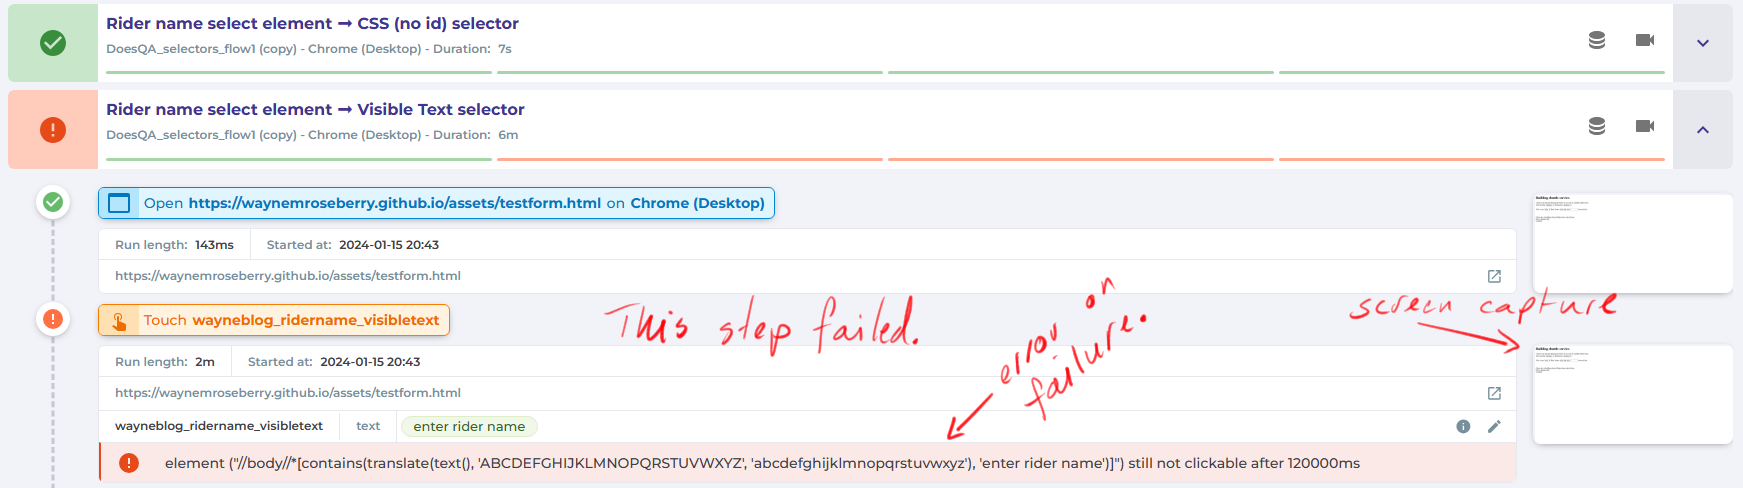 Rider name select element → CSS (no id) selector
DoesQA_selectors_flow1 (copy) - Chrome (Desktop) - Duration: 7s
Rider name select element → Visible Text selector
DoesQA_selectors_flow1 (copy) - Chrome (Desktop) - Duration: 6m
Open https://waynemroseberry.github.io/assets/testform.html on Chrome (Desktop)
Run length: 143ms Started at: 2024-01-15 20:43
https://waynemroseberry.github.io/assets/testform.html
Touch wayneblog_ridername_visibletext
This step failed.
error on
failure.
screen capture
Run length: 2m Started at: 2024-01-15 20:43
https://waynemroseberry.github.io/assets/testform.html
wayneblog_ridername_visibletext text enter rider name
element ("//body//*[contains(translate(text(), 'ABCDEFGHIJKLMNOPQRSTUVWXYZ', 'abcdefghijklmnopqrstuvwxyz'), 'enter rider name')]") still not clickable after 120000ms